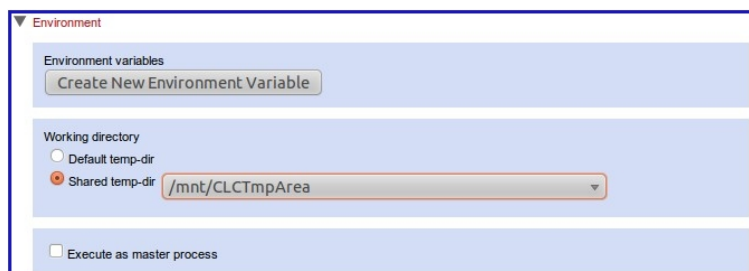 Environment
Environment variables
Create New Environment Variable
Working directory
Default temp-dir
Shared temp-dir /mnt/CLCTmpArea
Execute as master process